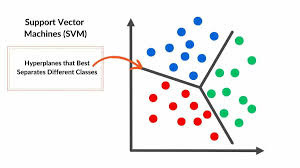 Support Vector
Machines (SVM)
Hyperplanes that Best
Separates Different Classes